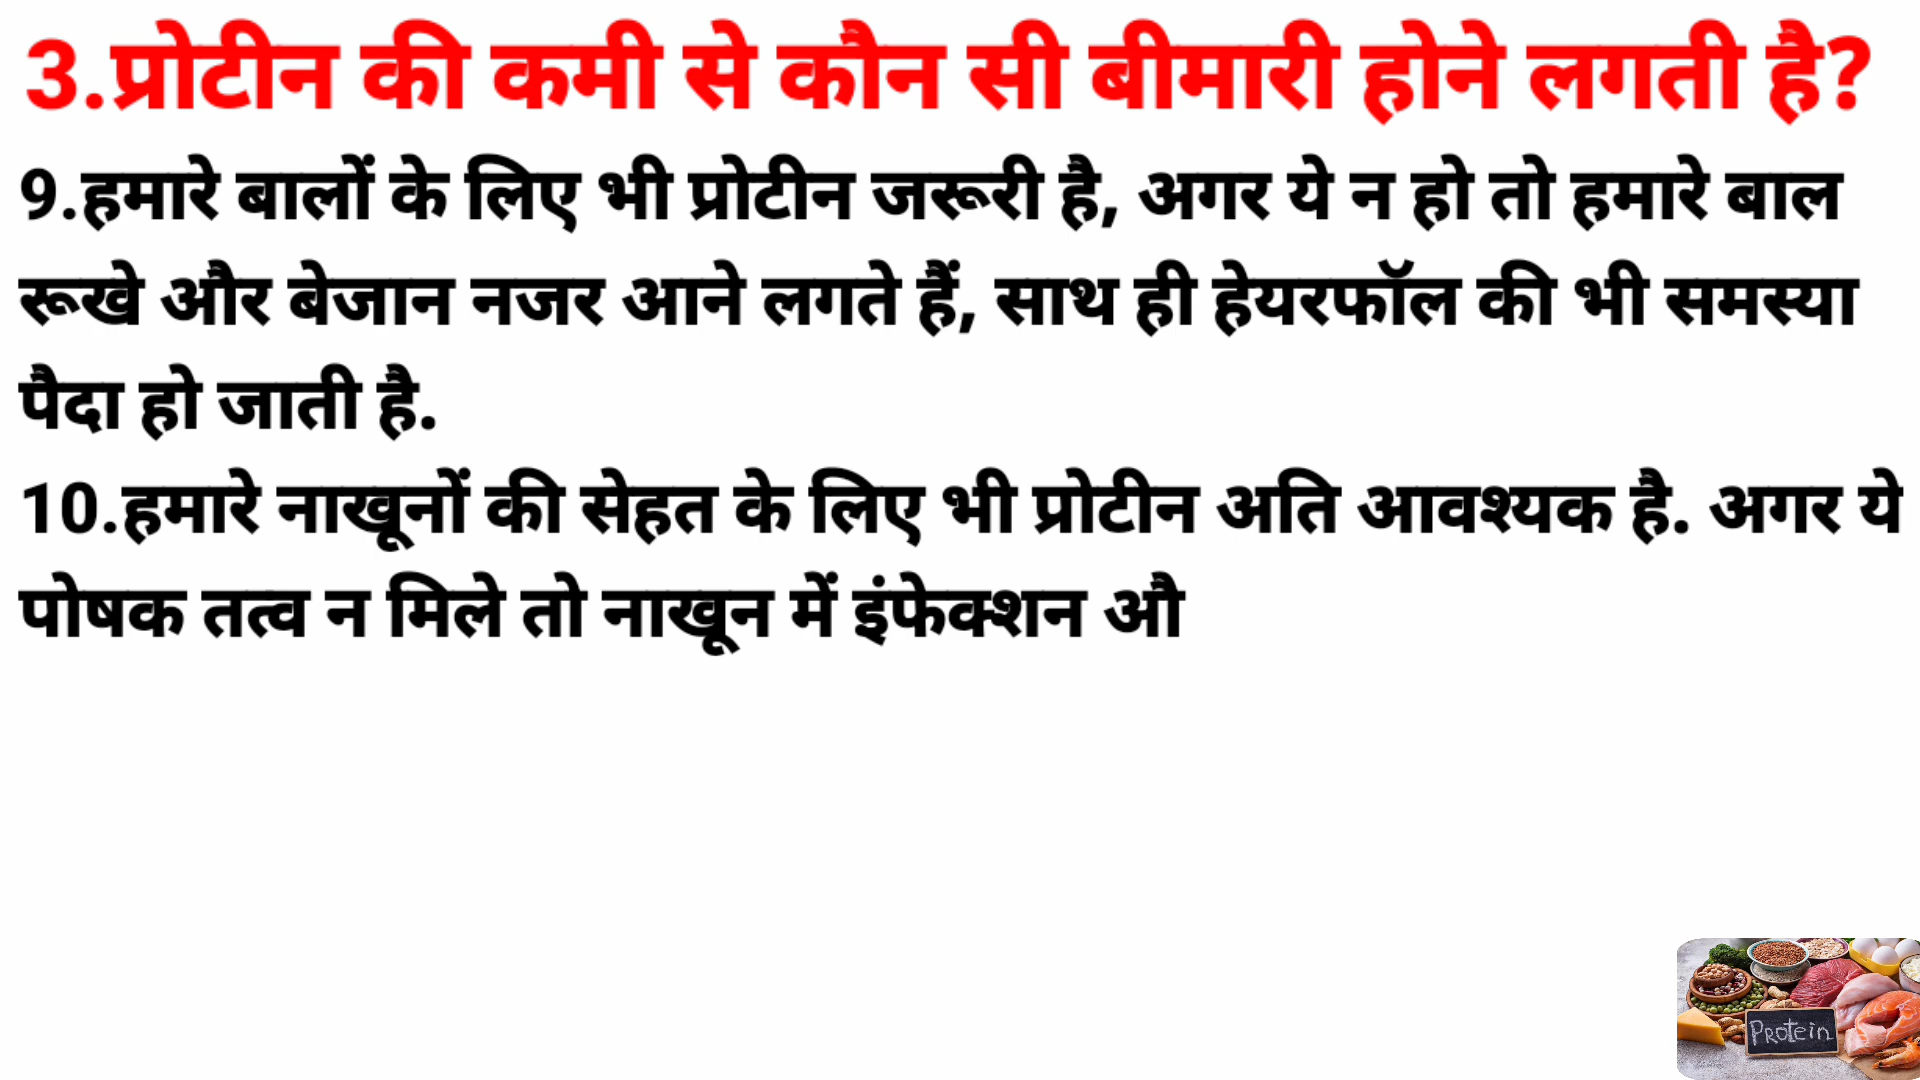 3.प्रोटीन की कमी से कौन सी बीमारी होने लगती है?
9.हमारे बालों के लिए भी प्रोटीन जरूरी है, अगर ये न हो तो हमारे बाल
रूखे और बेजान नजर आने लगते हैं, साथ ही हेयरफॉल की भी समस्या
पैदा हो जाती है.
10.हमारे नाखूनों की सेहत के लिए भी प्रोटीन अति आवश्यक है. अगर ये
पोषक तत्व न मिले तो नाखून में इंफेक्शन औ
Protein